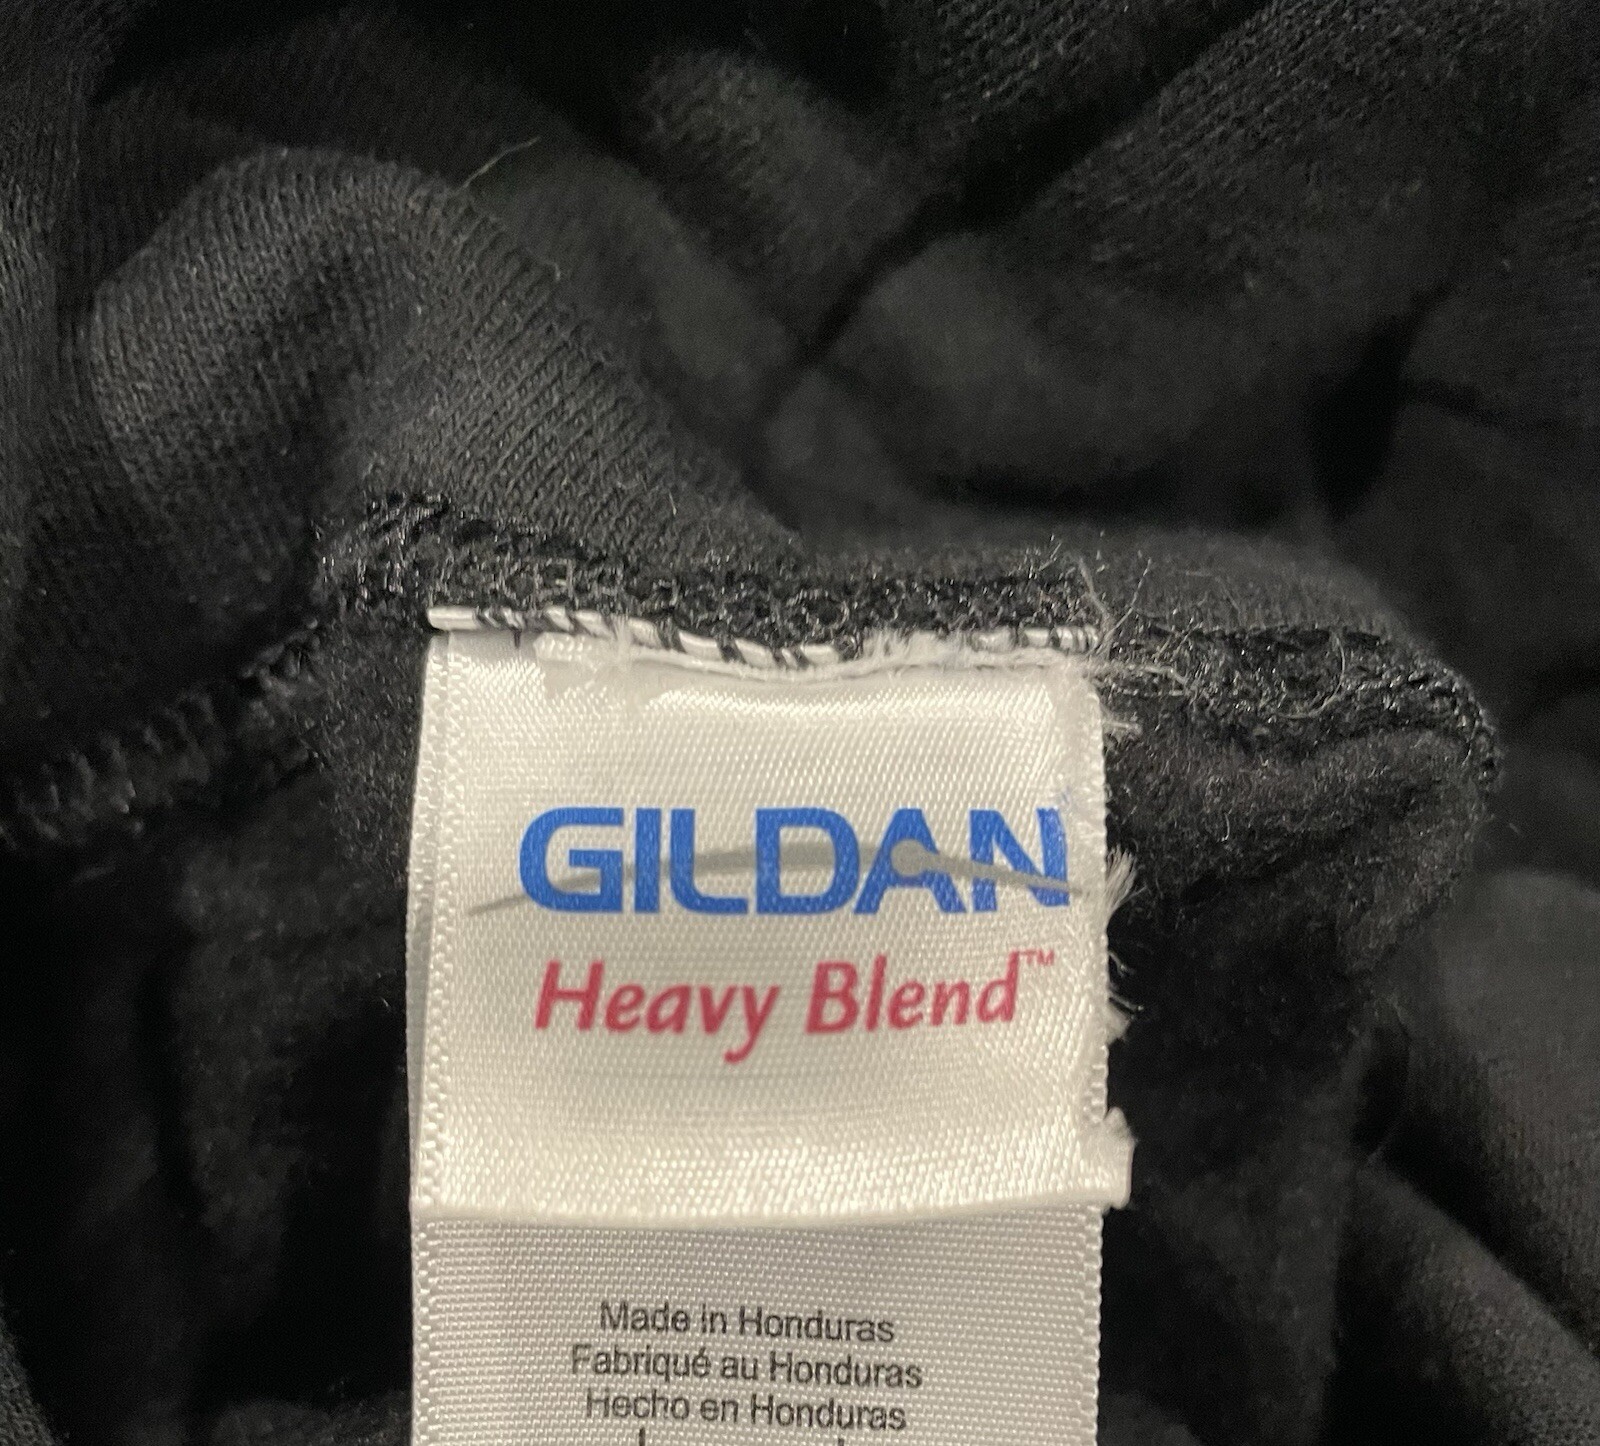 GILDAN
Heavy Blend™
Made in Honduras
Fabriqué au Honduras
Hecho en Honduras